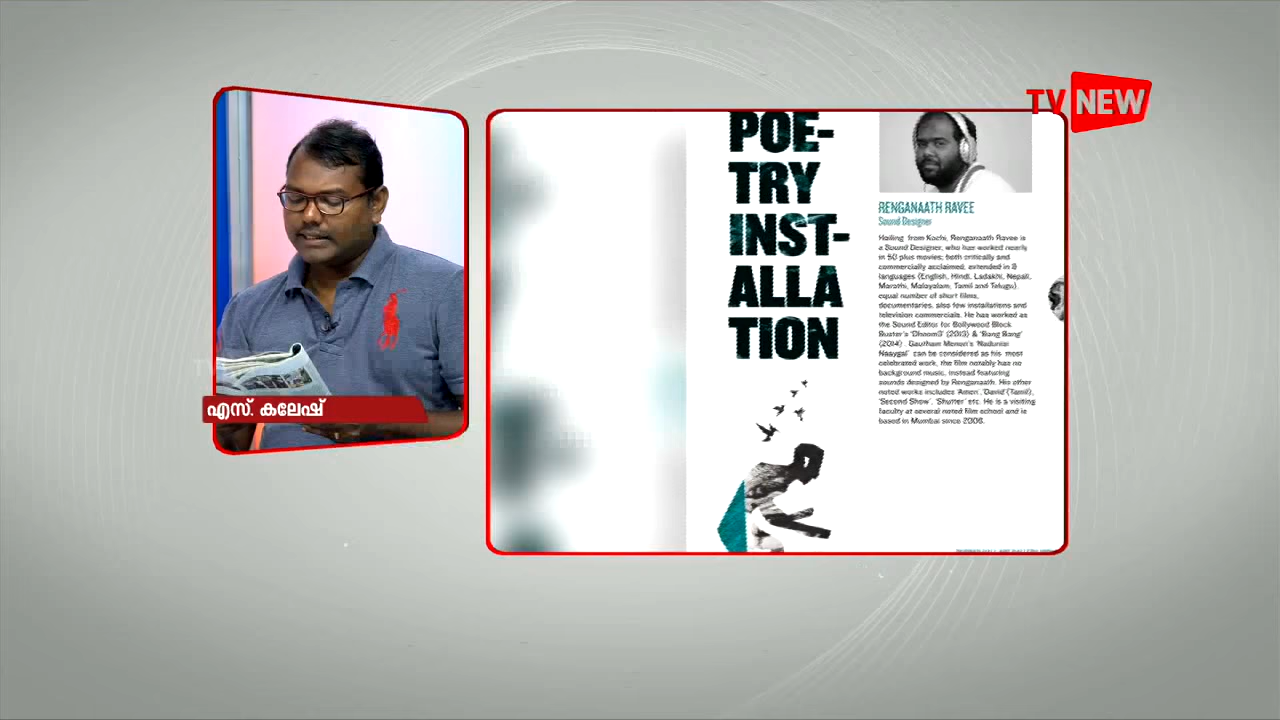 TV NEW
എസ്. കലേഷ്
POE-
TRY
INST-
ALLA
TION
RENGANAATH RAVEE
Sound Designer
Hailing from Kochi, Renganaath Ravee is
a Sound Designer, who has worked nearly
in 50 plus movies; both critically and
commercially acclaimed, extended in 8
languages (English, Hindi, Ladakhi, Nepali,
Marathi, Malayalam, Tamil and Telugu),
equal number of short films,
documentaries, also few installations and
television commercials. He has worked as
the Sound Editor for Bollywood Block
Buster's 'Dhoom3' (2013) & 'Bang Bang'
(2014) . Gautham Menon's 'Nadunisi
Naaygal' can be considered as his most
celebrated work, the film notably has no
background music, instead featuring
sounds designed by Renganaath. His other
noted works includes 'Amen', 'David (Tamil),
'Second Show', 'Shutter' etc. He is a visiting
faculty at several noted film school and is
based in Mumbai since 2006.